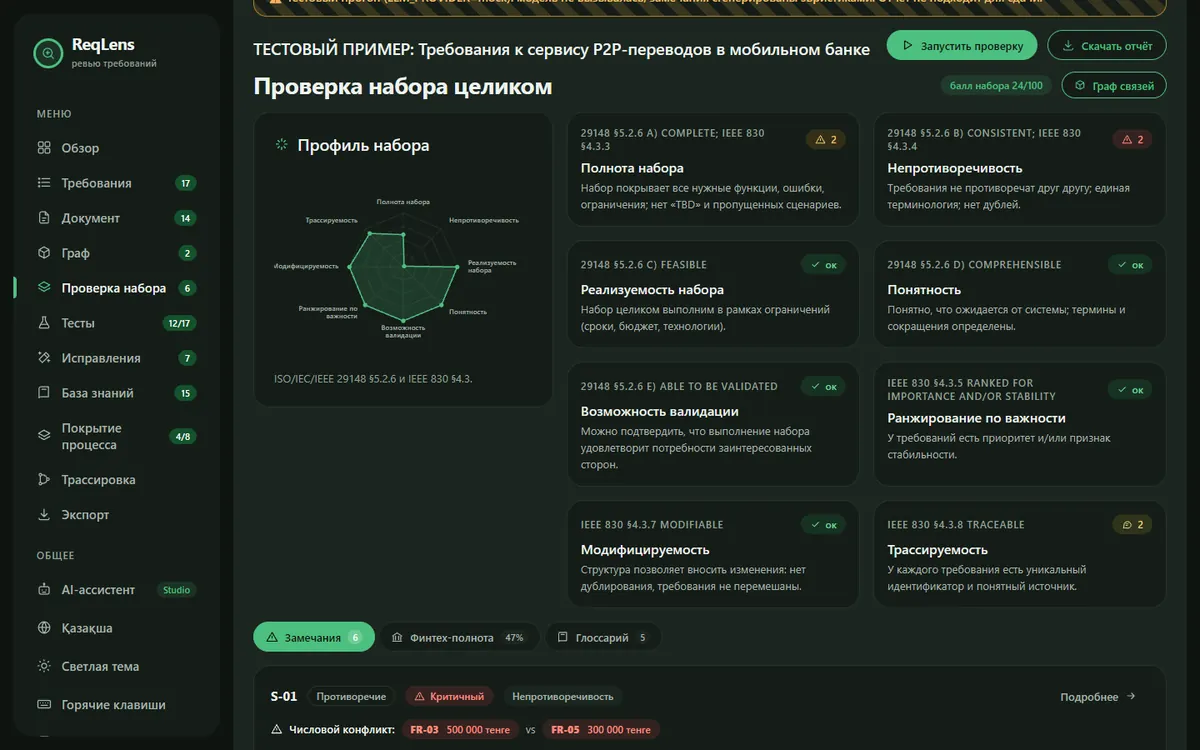 ReqLens
ревью требований
МЕНЮ
Обзор
Требования 17
Документ 14
Граф 2
Проверка набора 6
Тесты 12/17
Исправления 7
База знаний 15
Покрытие
процесса 4/8
Трассировка
Экспорт
ОБЩЕЕ
AI-ассистент Studio
Қазақша
Светлая тема
Горячие клавиши
ТЕСТОВЫЙ ПРИМЕР: Требования к сервису P2P-переводов в мобильном банке
Запустить проверку
Скачать отчёт
Проверка набора целиком
балл набора 24/100
Граф связей
Профиль набора
Полнота набора
Непротиворечивость
Реализуемость
набора
Понятность
Возможность
валидации
Ранжирование по
важности
Модифицируемость
Трассируемость
ISO/IEC/IEEE 29148 §5.2.6 и IEEE 830 §4.3.
29148 §5.2.6 A) COMPLETE; IEEE 830
§4.3.3
2
Полнота набора
Набор покрывает все нужные функции, ошибки,
ограничения; нет «TBD» и пропущенных сценариев.
29148 §5.2.6 B) CONSISTENT; IEEE 830
§4.3.4
2
Непротиворечивость
Требования не противоречат друг другу; единая
терминология; нет дублей.
29148 §5.2.6 C) FEASIBLE
ок
Реализуемость набора
Набор целиком выполним в рамках ограничений
(сроки, бюджет, технологии).
29148 §5.2.6 D) COMPREHENSIBLE
ок
Понятность
Понятно, что ожидается от системы; термины и
сокращения определены.
29148 §5.2.6 E) ABLE TO BE VALIDATED
ок
Возможность валидации
Можно подтвердить, что выполнение набора
удовлетворит потребности заинтересованных
сторон.
IEEE 830 §4.3.5 RANKED FOR
IMPORTANCE AND/OR STABILITY
ок
Ранжирование по важности
У требований есть приоритет и/или признак
стабильности.
IEEE 830 §4.3.7 MODIFIABLE
ок
Модифицируемость
Структура позволяет вносить изменения: нет
дублирования, требования не перемешаны.
IEEE 830 §4.3.8 TRACEABLE
2
Трассируемость
У каждого требования есть уникальный
идентификатор и понятный источник.
Замечания 6
Финтех-полнота 47%
Глоссарий 5
S-01 Противоречие Критичный Непротиворечивость
Подробнее →
Числовой конфликт: FR-03 500 000 тенге vs FR-05 300 000 тенге